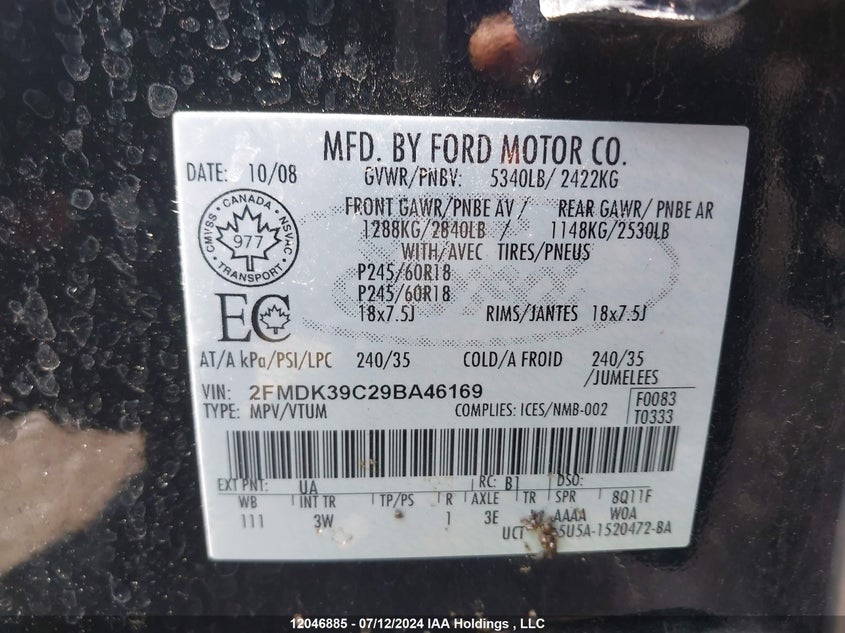 MFD. BY FORD MOTOR CO.
DATE: 10/08 GVWR/PNBV: 5340LB/ 2422KG
FRONT GAWR/PNBE AV / REAR GAWR/ PNBE AR
1288KG/2840LB / 1148KG/2530LB
WITH/AVEC TIRES/PNEUS
CMVSS · CANADA · NSVAC
977
TRANSPORT
P245/60R18
P245/60R18
18x7.5J RIMS/JANTES 18x7.5J
EC
AT/A kPa/PSI/LPC 240/35 COLD/A FROID 240/35
/JUMELEES
VIN: 2FMDK39C29BA46169
TYPE: MPV/VTUM COMPLIES: ICES/NMB-002
F0083
T0333
EXT PNT: UA RC: B1 DSO:
WB INT TR TP/PS R AXLE TR SPR 8Q11F
111 3W 1 3E AAAA W0A
UCT 5U5A-1520472-BA
12046885 - 07/12/2024 IAA Holdings, LLC